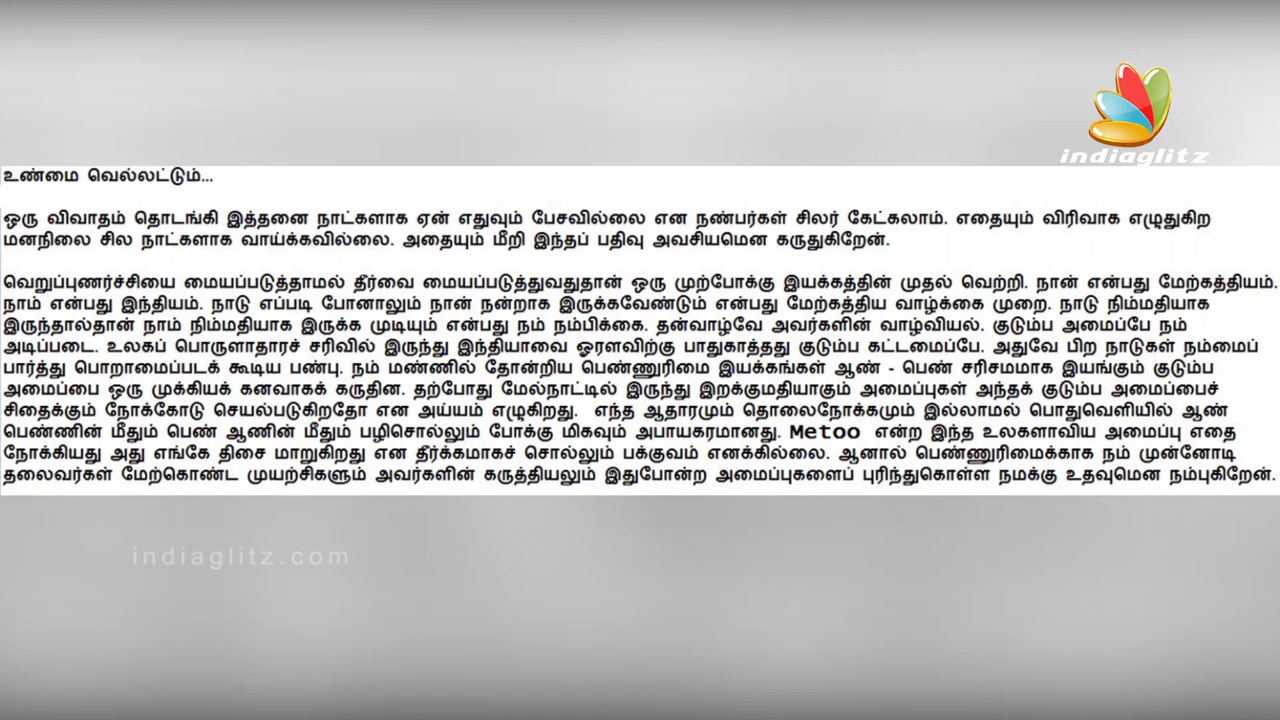 indiaglitz
உண்மை வெல்லட்டும்...
ஒரு விவாதம் தொடங்கி இத்தனை நாட்களாக ஏன் எதுவும் பேசவில்லை என நண்பர்கள் சிலர் கேட்கலாம். எதையும் விரிவாக எழுதுகிற
மனநிலை சில நாட்களாக வாய்க்கவில்லை. அதையும் மீறி இந்தப் பதிவு அவசியமென கருதுகிறேன்.
வெறுப்புணர்ச்சியை மையப்படுத்தாமல் தீர்வை மையப்படுத்துவதுதான் ஒரு முற்போக்கு இயக்கத்தின் முதல் வெற்றி. நான் என்பது மேற்கத்தியம்.
நாம் என்பது இந்தியம். நாடு எப்படி போனாலும் நான் நன்றாக இருக்கவேண்டும் என்பது மேற்கத்திய வாழ்க்கை முறை. நாடு நிம்மதியாக
இருந்தால்தான் நாம் நிம்மதியாக இருக்க முடியும் என்பது நம் நம்பிக்கை. தன்வாழ்வே அவர்களின் வாழ்வியல். குடும்ப அமைப்பே நம்
அடிப்படை. உலகப் பொருளாதாரச் சரிவில் இருந்து இந்தியாவை ஓரளவிற்கு பாதுகாத்தது குடும்ப கட்டமைப்பே. அதுவே பிற நாடுகள் நம்மைப்
பார்த்து பொறாமைப்படக் கூடிய பண்பு. நம் மண்ணில் தோன்றிய பெண்ணுரிமை இயக்கங்கள் ஆண் - பெண் சரிசமமாக இயங்கும் குடும்ப
அமைப்பை ஒரு முக்கியக் கனவாகக் கருதின. தற்போது மேல்நாட்டில் இருந்து இறக்குமதியாகும் அமைப்புகள் அந்தக் குடும்ப அமைப்பைச்
சிதைக்கும் நோக்கோடு செயல்படுகிறதோ என அய்யம் எழுகிறது. எந்த ஆதாரமும் தொலைநோக்கமும் இல்லாமல் பொதுவெளியில் ஆண்
பெண்ணின் மீதும் பெண் ஆணின் மீதும் பழிசொல்லும் போக்கு மிகவும் அபாயகரமானது. Metoo என்ற இந்த உலகளாவிய அமைப்பு எதை
நோக்கியது அது எங்கே திசை மாறுகிறது என தீர்க்கமாகச் சொல்லும் பக்குவம் எனக்கில்லை. ஆனால் பெண்ணுரிமைக்காக நம் முன்னோடி
தலைவர்கள் மேற்கொண்ட முயற்சிகளும் அவர்களின் கருத்தியலும் இதுபோன்ற அமைப்புகளைப் புரிந்துகொள்ள நமக்கு உதவுமென நம்புகிறேன்.
indiaglitz.com